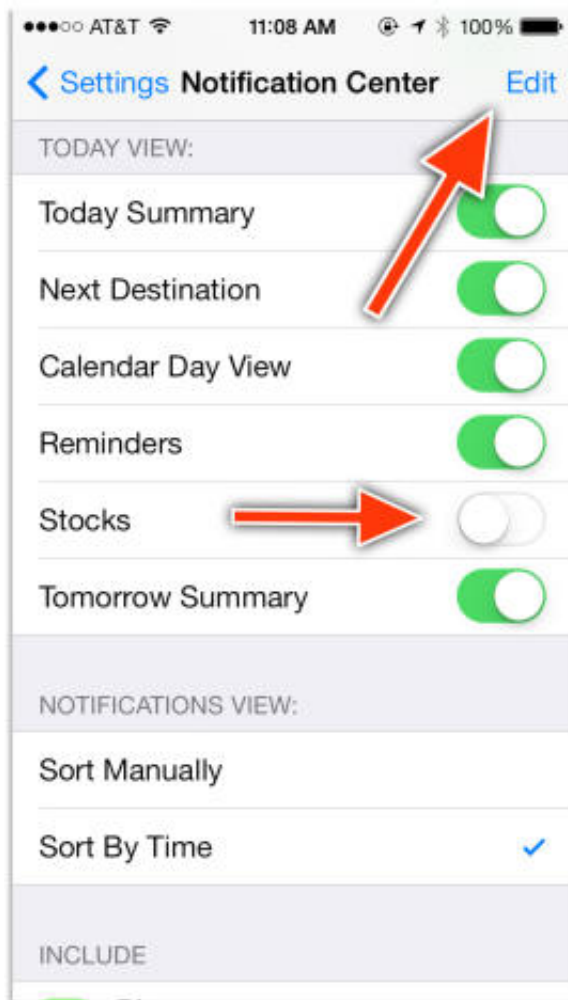 AT&T 11:08 AM 100%
Settings Notification Center Edit
TODAY VIEW:
Today Summary
Next Destination
Calendar Day View
Reminders
Stocks
Tomorrow Summary
NOTIFICATIONS VIEW:
Sort Manually
Sort By Time
INCLUDE